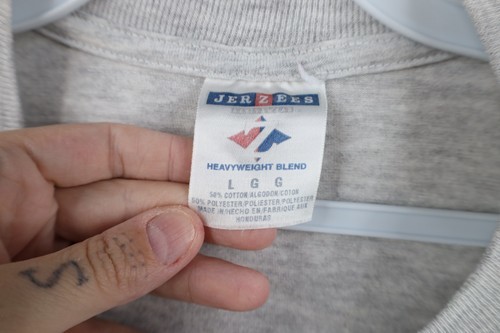 JERZEES
HEAVYWEIGHT BLEND
L G G
50% COTTON/ALGODON/COTON
50% POLYESTER/POLIESTER/POLYESTER
MADE IN/HECHO EN/FABRIQUE AUX
HONDURAS